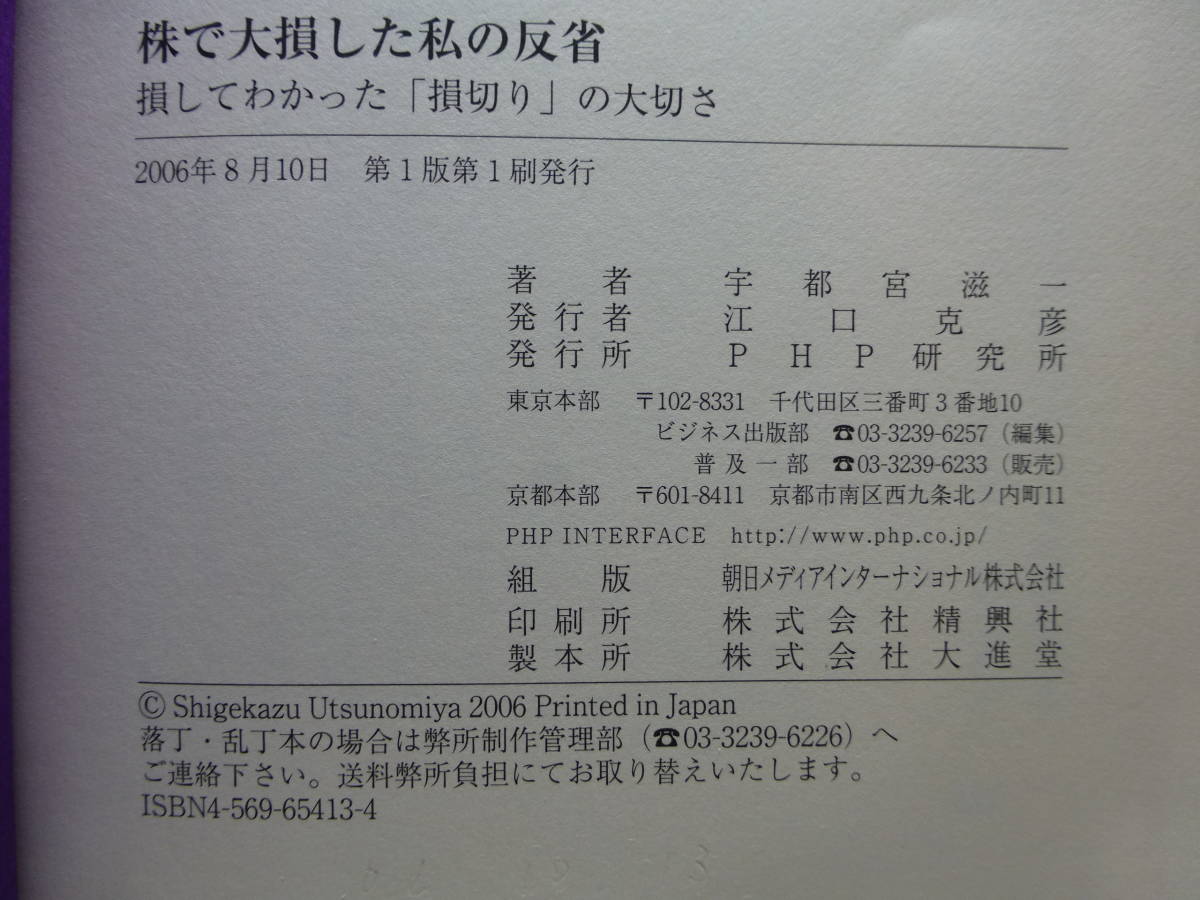 株で大損した私の反省
損してわかった「損切り」の大切さ
2006年8月10日　第1版第1刷発行
著者　宇都宮滋一
発行者　江口克彦
発行所　PHP研究所
東京本部　〒102-8331　千代田区三番町3番地10
ビジネス出版部　☎03-3239-6257（編集）
普及一部　☎03-3239-6233（販売）
京都本部　〒601-8411　京都市南区西九条北ノ内町11
PHP INTERFACE　http://www.php.co.jp/
組版　朝日メディアインターナショナル株式会社
印刷所　株式会社精興社
製本所　株式会社大進堂
© Shigekazu Utsunomiya 2006 Printed in Japan
落丁・乱丁本の場合は弊所制作管理部（☎03-3239-6226）へ
ご連絡下さい。送料弊所負担にてお取り替えいたします。
ISBN4-569-65413-4